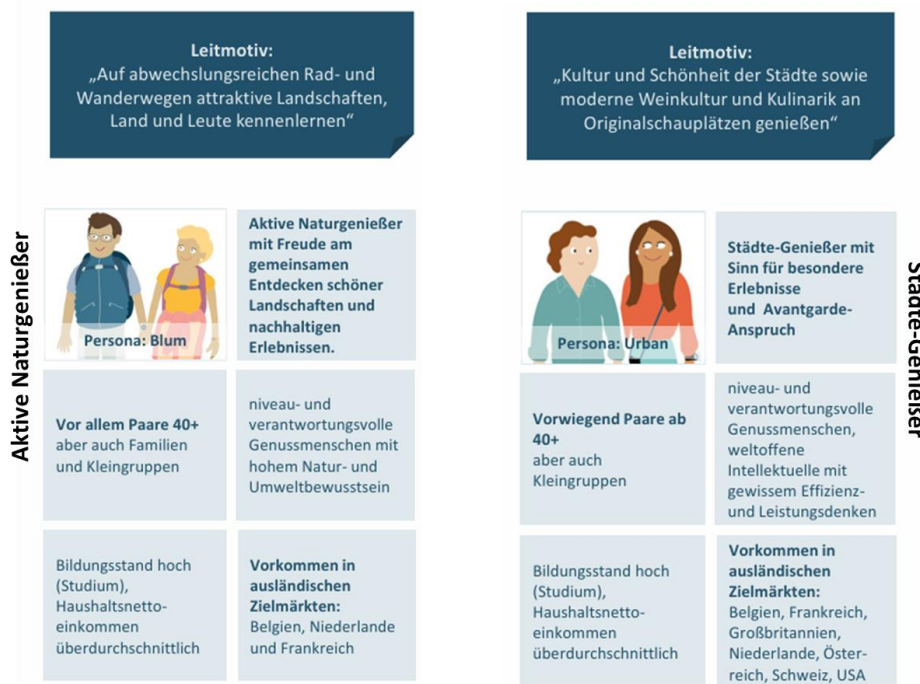 Leitmotiv:
„Auf abwechslungsreichen Rad- und
Wanderwegen attraktive Landschaften,
Land und Leute kennenlernen“
Aktive Naturgenießer
Persona: Blum
Aktive Naturgenießer
mit Freude am
gemeinsamen
Entdecken schöner
Landschaften und
nachhaltigen
Erlebnissen.
Vor allem Paare 40+
aber auch Familien
und Kleingruppen
niveau- und
verantwortungsvolle
Genussmenschen mit
hohem Natur- und
Umweltbewusstsein
Bildungsstand hoch
(Studium),
Haushaltsnetto-
einkommen
überdurchschnittlich
Vorkommen in
ausländischen
Zielmärkten:
Belgien, Niederlande
und Frankreich
Leitmotiv:
„Kultur und Schönheit der Städte sowie
moderne Weinkultur und Kulinarik an
Originalschauplätzen genießen“
Persona: Urban
Städte-Genießer mit
Sinn für besondere
Erlebnisse
und Avantgarde-
Anspruch
Vorwiegend Paare ab
40+
aber auch
Kleingruppen
niveau- und
verantwortungsvolle
Genussmenschen,
weltoffene
Intellektuelle mit
gewissem Effizienz-
und Leistungsdenken
Bildungsstand hoch
(Studium),
Haushaltsnetto-
einkommen
überdurchschnittlich
Vorkommen in
ausländischen
Zielmärkten:
Belgien, Frankreich,
Großbritannien,
Niederlande, Öster-
reich, Schweiz, USA
Städte-Genießer